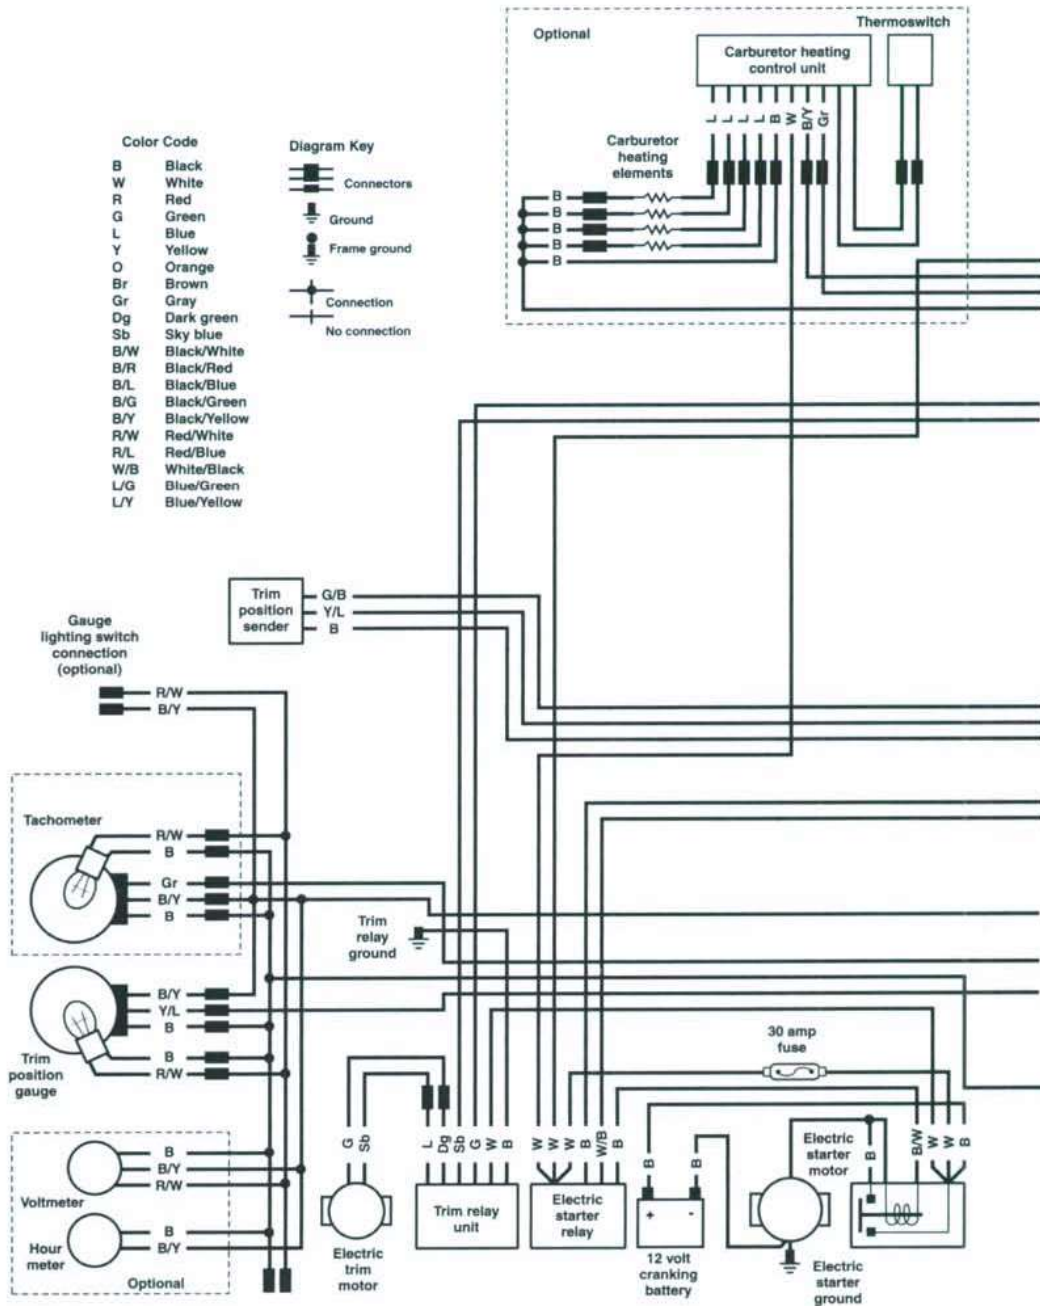 Optional
Thermoswitch
Carburetor heating
control unit
L
L
L
L
B
W
B/Y
Gr
Carburetor
heating
elements
B
B
B
B
B
Color Code
B Black
W White
R Red
G Green
L Blue
Y Yellow
O Orange
Br Brown
Gr Gray
Dg Dark green
Sb Sky blue
B/W Black/White
B/R Black/Red
B/L Black/Blue
B/G Black/Green
B/Y Black/Yellow
R/W Red/White
R/L Red/Blue
W/B White/Black
L/G Blue/Green
L/Y Blue/Yellow
Diagram Key
Connectors
Ground
Frame ground
Connection
No connection
Trim
position
sender
G/B
Y/L
B
Gauge
lighting switch
connection
(optional)
R/W
B/Y
Tachometer
R/W
B
Gr
B/Y
B
Trim
relay
ground
B/Y
Y/L
B
B
R/W
Trim
position
gauge
30 amp
fuse
B
B/Y
R/W
Voltmeter
B
B/Y
Hour
meter
Optional
G
Sb
Electric
trim
motor
L
Dg
Sb
G
W
B
Trim relay
unit
W
W
W
B
W/B
B
Electric
starter
relay
B
B
+ -
12 volt
cranking
battery
Electric
starter
motor
B
B/W
W
W
B
Electric
starter
ground